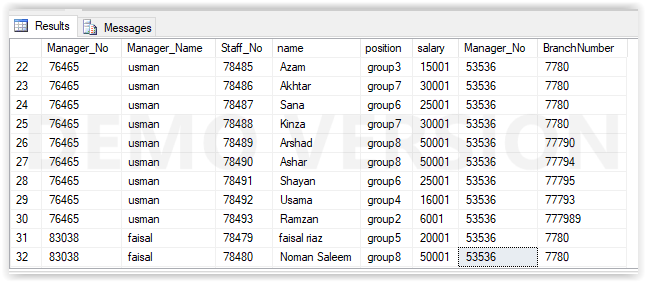 Results Messages
Manager_No Manager_Name Staff_No name position salary Manager_No BranchNumber
22 76465 usman 78485 Azam group3 15001 53536 7780
23 76465 usman 78486 Akhtar group7 30001 53536 7780
24 76465 usman 78487 Sana group6 25001 53536 7780
25 76465 usman 78488 Kinza group7 30001 53536 7780
26 76465 usman 78489 Arshad group8 50001 53536 77790
27 76465 usman 78490 Ashar group8 50001 53536 77794
28 76465 usman 78491 Shayan group6 25001 53536 77795
29 76465 usman 78492 Usama group4 16001 53536 77793
30 76465 usman 78493 Ramzan group2 6001 53536 777989
31 83038 faisal 78479 faisal riaz group5 20001 53536 7780
32 83038 faisal 78480 Noman Saleem group8 50001 53536 7780
DEMO VERSION